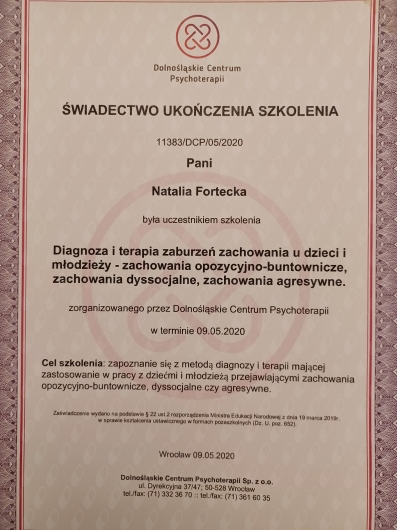 Dolnośląskie Centrum
Psychoterapii
ŚWIADECTWO UKOŃCZENIA SZKOLENIA
11383/DCP/05/2020
Pani
Natalia Fortecka
była uczestnikiem szkolenia
Diagnoza i terapia zaburzeń zachowania u dzieci i
młodzieży - zachowania opozycyjno-buntownicze,
zachowania dyssocjalne, zachowania agresywne.
zorganizowanego przez Dolnośląskie Centrum Psychoterapii
w terminie 09.05.2020
Cel szkolenia: zapoznanie się z metodą diagnozy i terapii mającej
zastosowanie w pracy z dziećmi i młodzieżą przejawiającymi zachowania
opozycyjno-buntownicze, dyssocjalne czy agresywne.
Zaświadczenie wydano na podstawie § 22 ust.2 rozporządzenia Ministra Edukacji Narodowej z dnia 19 marca 2019r.
w sprawie kształcenia ustawicznego w formach pozaszkolnych (Dz. U. poz. 652).
Wrocław 09.05.2020
Dolnośląskie Centrum Psychoterapii Sp. z o.o.
ul. Dyrekcyjna 37/47; 50-528 Wrocław
tel./fax: (71) 332 36 70 :: tel./fax: (71) 361 60 35